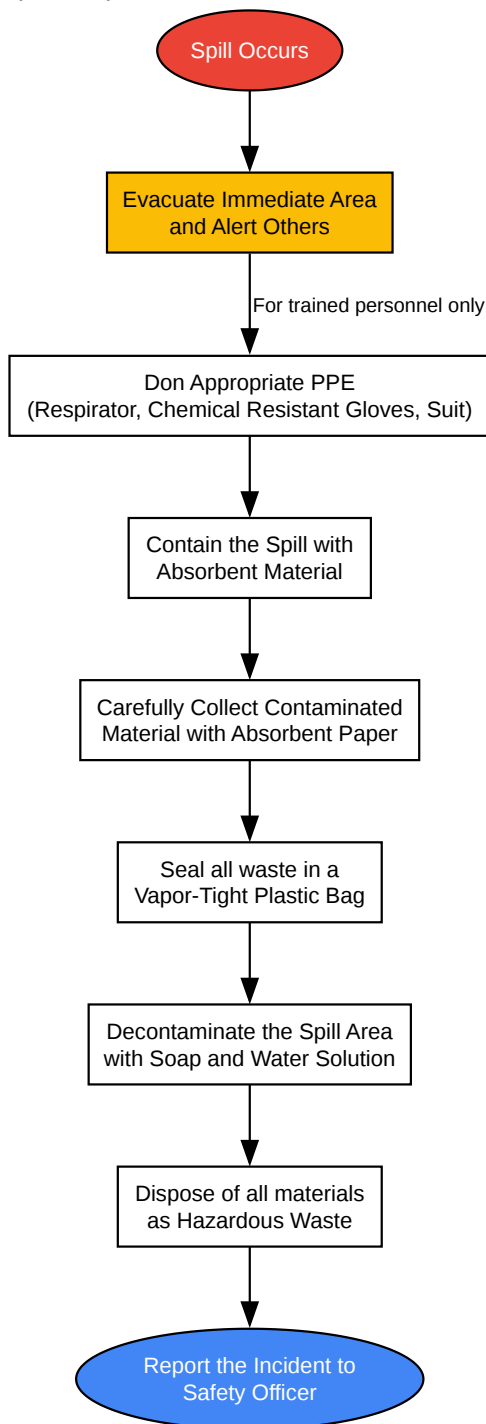 Spill Occurs
Evacuate Immediate Area
and Alert Others
For trained personnel only
Don Appropriate PPE
(Respirator, Chemical Resistant Gloves, Suit)
Contain the Spill with
Absorbent Material
Carefully Collect Contaminated
Material with Absorbent Paper
Seal all waste in a
Vapor-Tight Plastic Bag
Decontaminate the Spill Area
with Soap and Water Solution
Dispose of all materials
as Hazardous Waste
Report the Incident to
Safety Officer